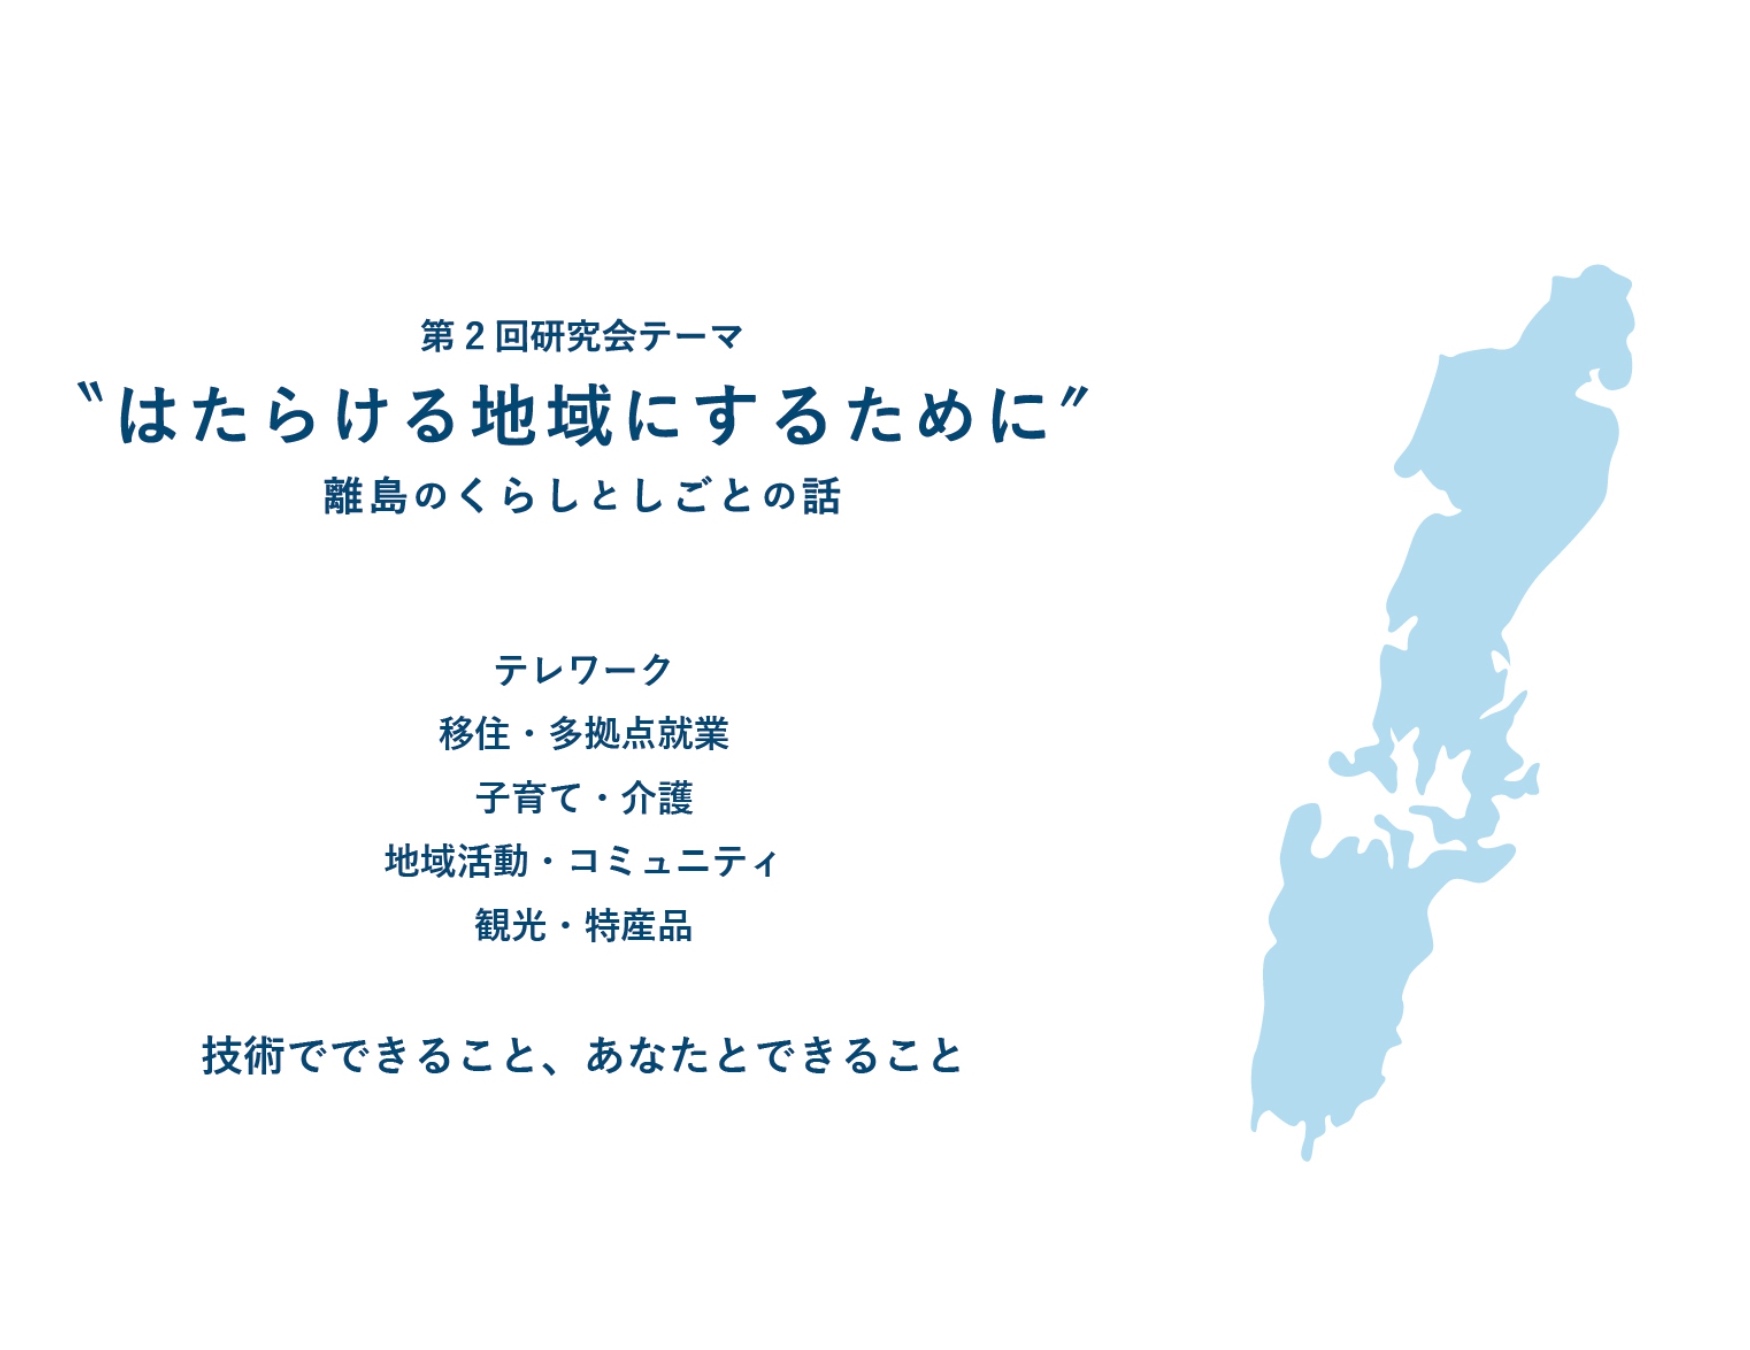 第2回研究会テーマ
〝はたらける地域にするために〞
離島のくらしとしごとの話
テレワーク
移住・多拠点就業
子育て・介護
地域活動・コミュニティ
観光・特産品
技術でできること、あなたとできること